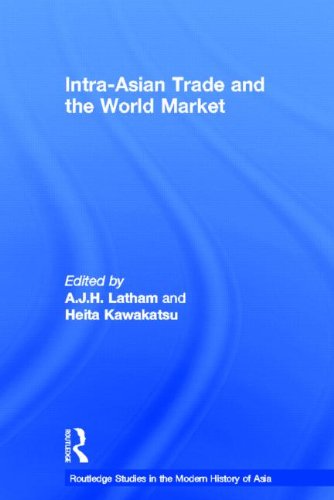 Intra-Asian Trade and
the World Market
Edited by
A.J.H. Latham and
Heita Kawakatsu
ROUTLEDGE
Routledge Studies in the Modern History of Asia